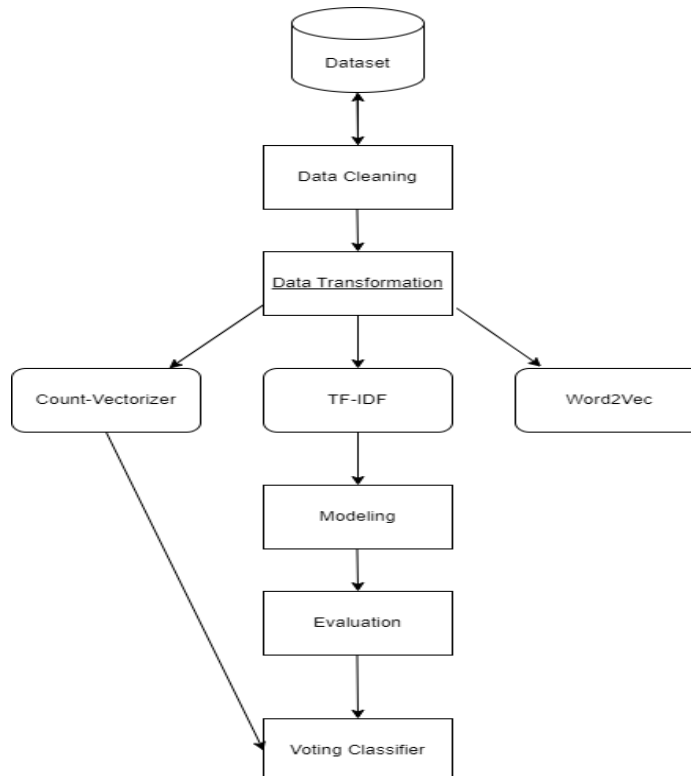 Dataset
Data Cleaning
Data Transformation
Count-Vectorizer
TF-IDF
Word2Vec
Modeling
Evaluation
Voting Classifier